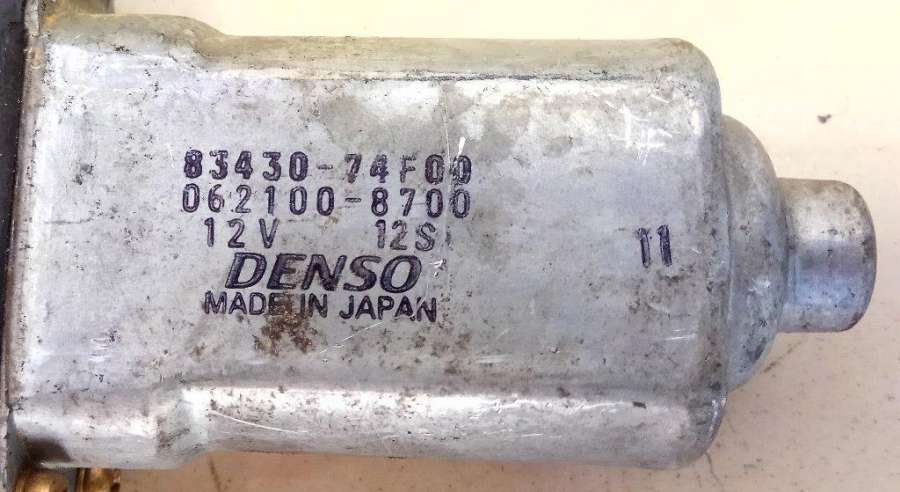 83430-74F00
062100-8700
12V 12S
11
DENSO
MADE IN JAPAN